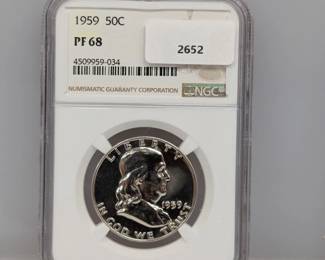 1959 50C
PF 68
4509959-034
2652
NUMISMATIC GUARANTY CORPORATION
NGC
LIBERTY
1959
IN GOD WE TRUST